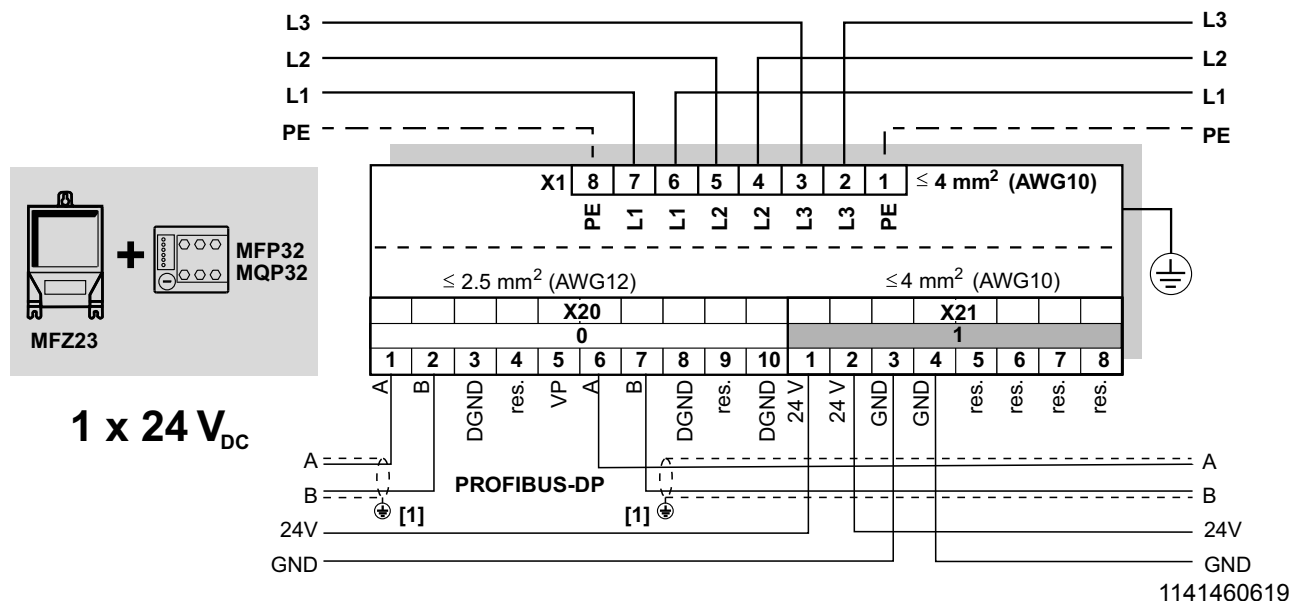 L3 L3
L2 L2
L1 L1
PE PE
X1 8 7 6 5 4 3 2 1 ≤ 4 mm² (AWG10)
PE L1 L1 L2 L2 L3 L3 PE
MFP32
MQP32
MFZ23
≤ 2.5 mm² (AWG12) ≤4 mm² (AWG10)
X20 X21
0 1
1 2 3 4 5 6 7 8 9 10 1 2 3 4 5 6 7 8
A B DGND res. VP A B DGND res. DGND 24 V 24 V GND GND res. res. res. res.
1 x 24 VDC
A A
PROFIBUS-DP
B B
[1] [1]
24V 24V
GND GND
1141460619